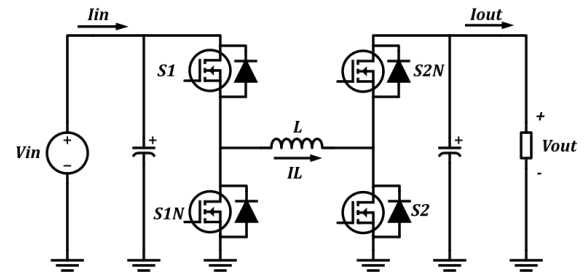 Iin
Iout
S1
S2N
+
+
+
L
+
Vin
−
Vout
IL
-
S1N
S2